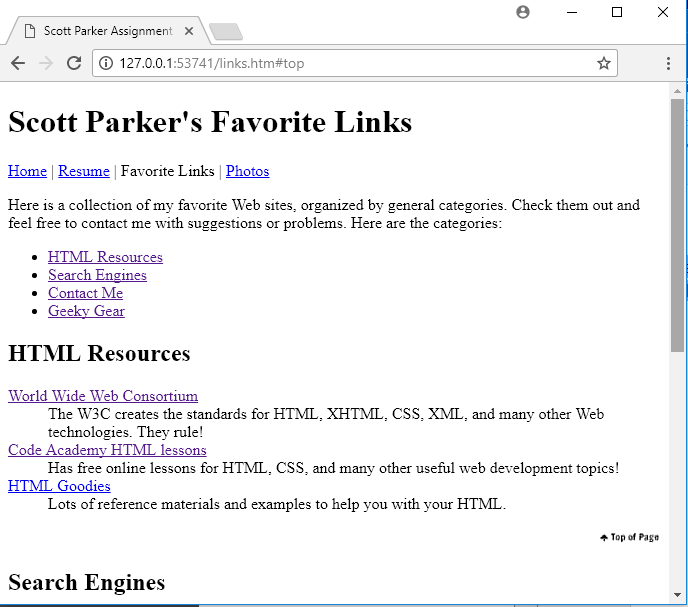 Scott Parker Assignment
127.0.0.1:53741/links.htm#top
Scott Parker's Favorite Links
Home | Resume | Favorite Links | Photos
Here is a collection of my favorite Web sites, organized by general categories. Check them out and
feel free to contact me with suggestions or problems. Here are the categories:
HTML Resources
Search Engines
Contact Me
Geeky Gear
HTML Resources
World Wide Web Consortium
The W3C creates the standards for HTML, XHTML, CSS, XML, and many other Web
technologies. They rule!
Code Academy HTML lessons
Has free online lessons for HTML, CSS, and many other useful web development topics!
HTML Goodies
Lots of reference materials and examples to help you with your HTML.
Top of Page
Search Engines